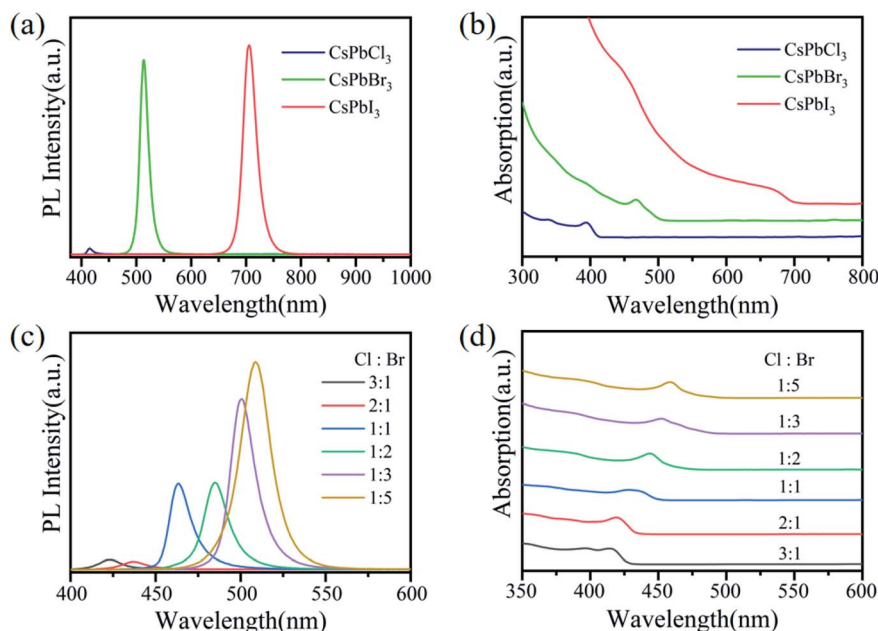 (a)
CsPbCl3
CsPbBr3
CsPbI3
PL Intensity(a.u.)
400 500 600 700 800 900 1000
Wavelength(nm)
(b)
CsPbCl3
CsPbBr3
CsPbI3
Absorption(a.u.)
300 400 500 600 700 800
Wavelength(nm)
(c)
Cl : Br
3:1
2:1
1:1
1:2
1:3
1:5
PL Intensity(a.u.)
400 450 500 550 600
Wavelength(nm)
(d)
Cl : Br
1:5
1:3
1:2
1:1
2:1
3:1
Absorption(a.u.)
350 400 450 500 550 600
Wavelength(nm)